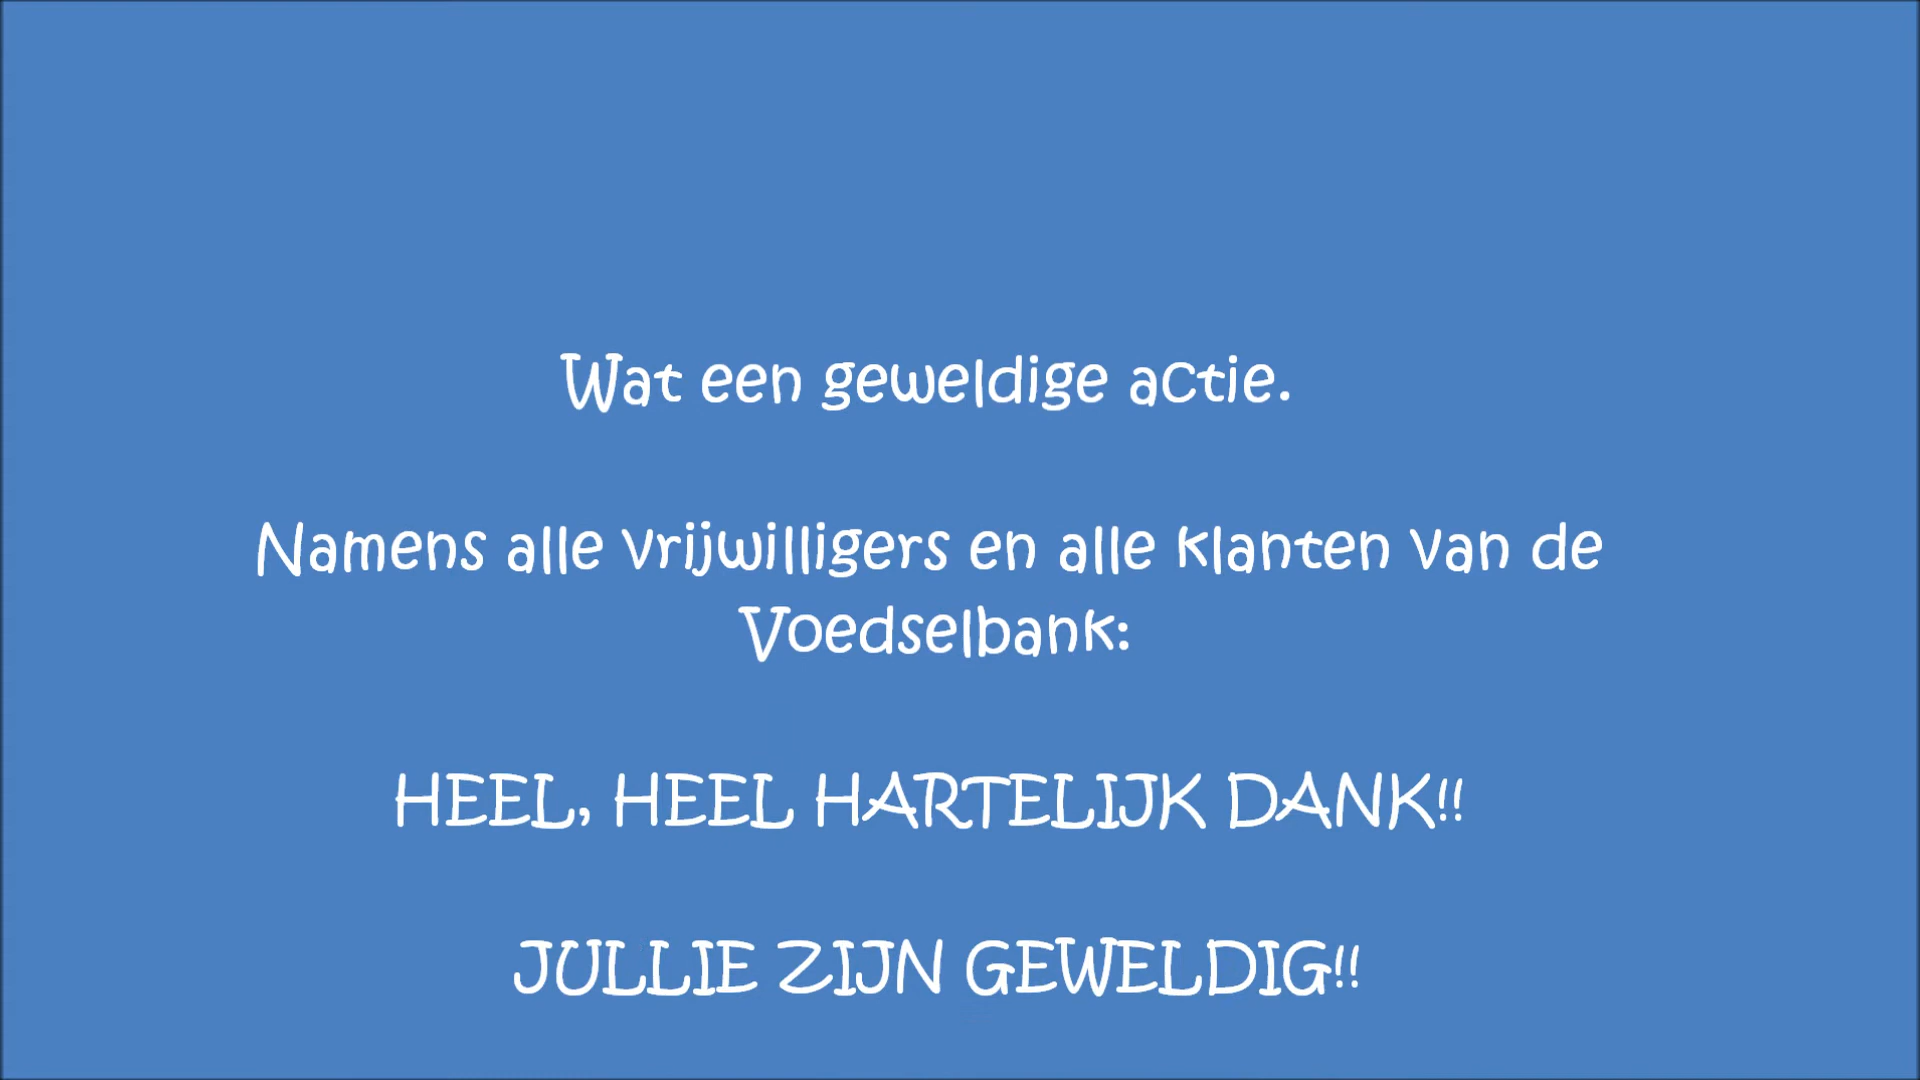 Wat een geweldige actie.
Namens alle vrijwilligers en alle klanten van de
Voedselbank:
HEEL, HEEL HARTELIJK DANK!!
JULLIE ZIJN GEWELDIG!!